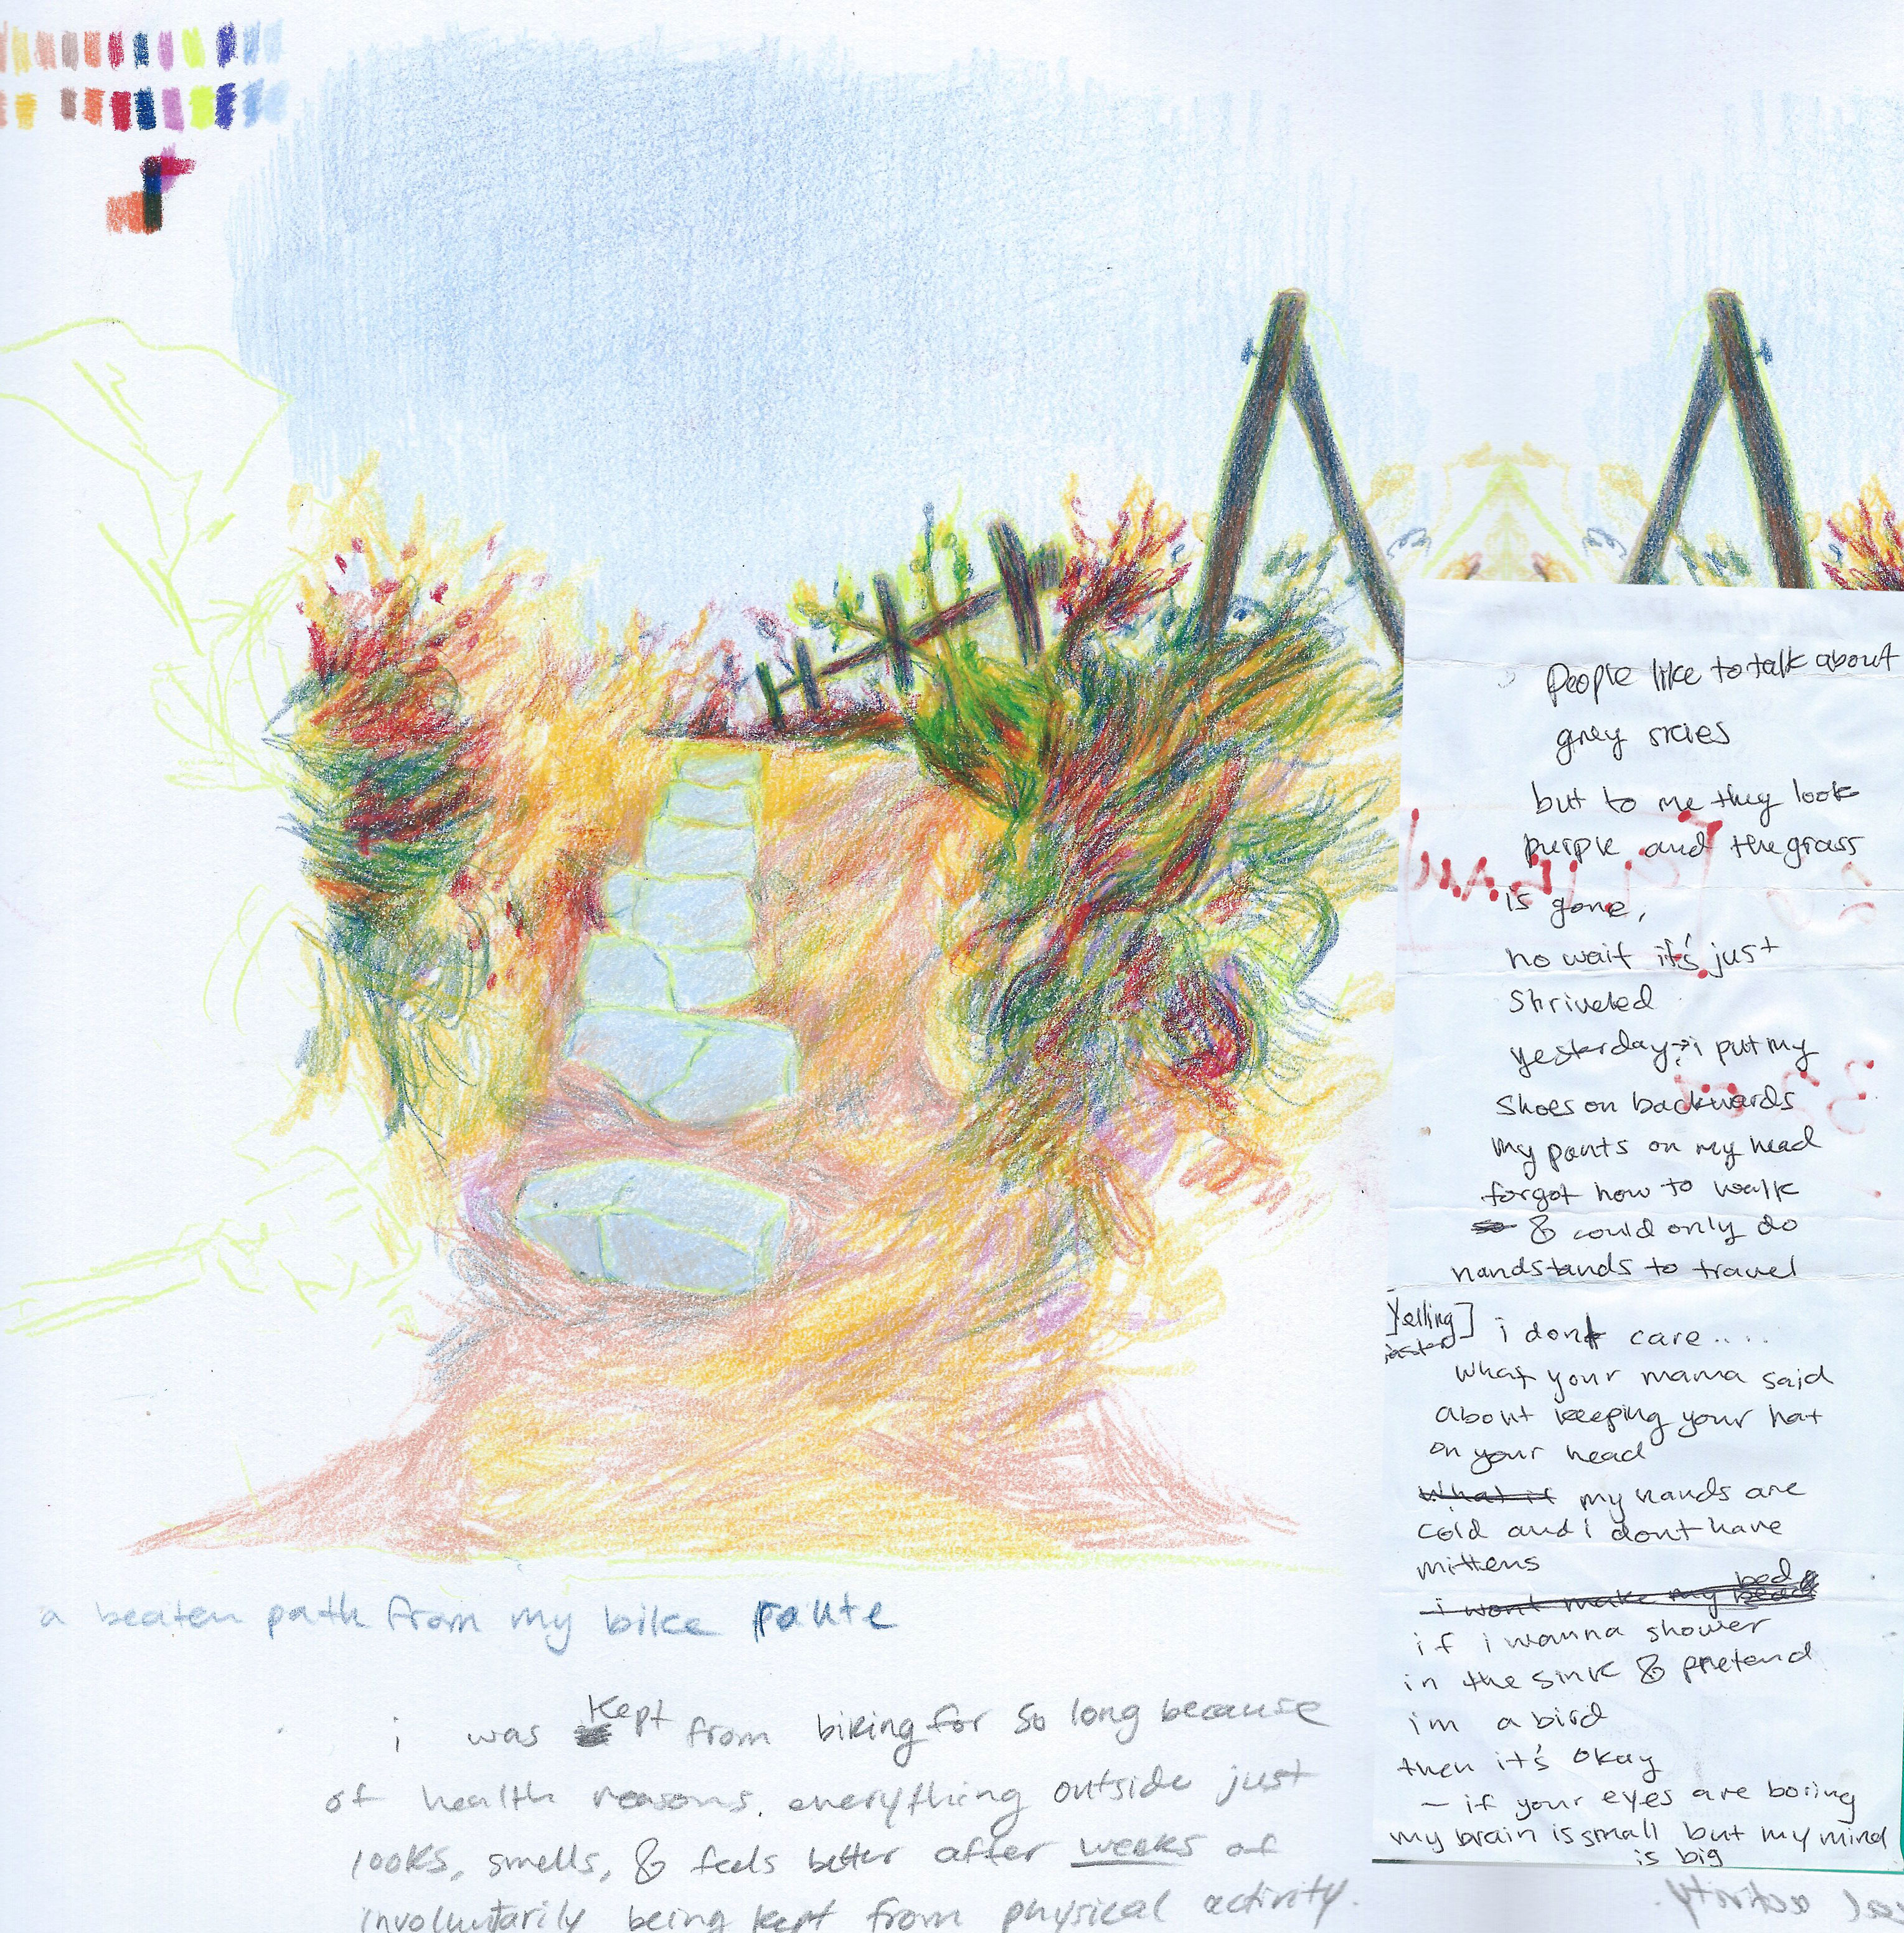 a beaten path from my bike route
i was kept from biking for so long because
of health reasons. everything outside just
looks, smells, & feels better after weeks of
involuntarily being kept from physical activity.
People like to talk about
grey skies
but to me they look
purple and the grass
is gone,
no wait it's just
shriveled
yesterday i put my
shoes on backwards
my pants on my head
forgot how to walk
so & could only do
handstands to travel
Yelling] i don't care....
what your mama said
about keeping your hat
on your head
what if my hands are
cold and i dont have
mittens
i wont make my bed
if i wanna shower
in the sink & pretend
im a bird
then it's okay
– if your eyes are boring
my brain is small but my mind
is big
activity.